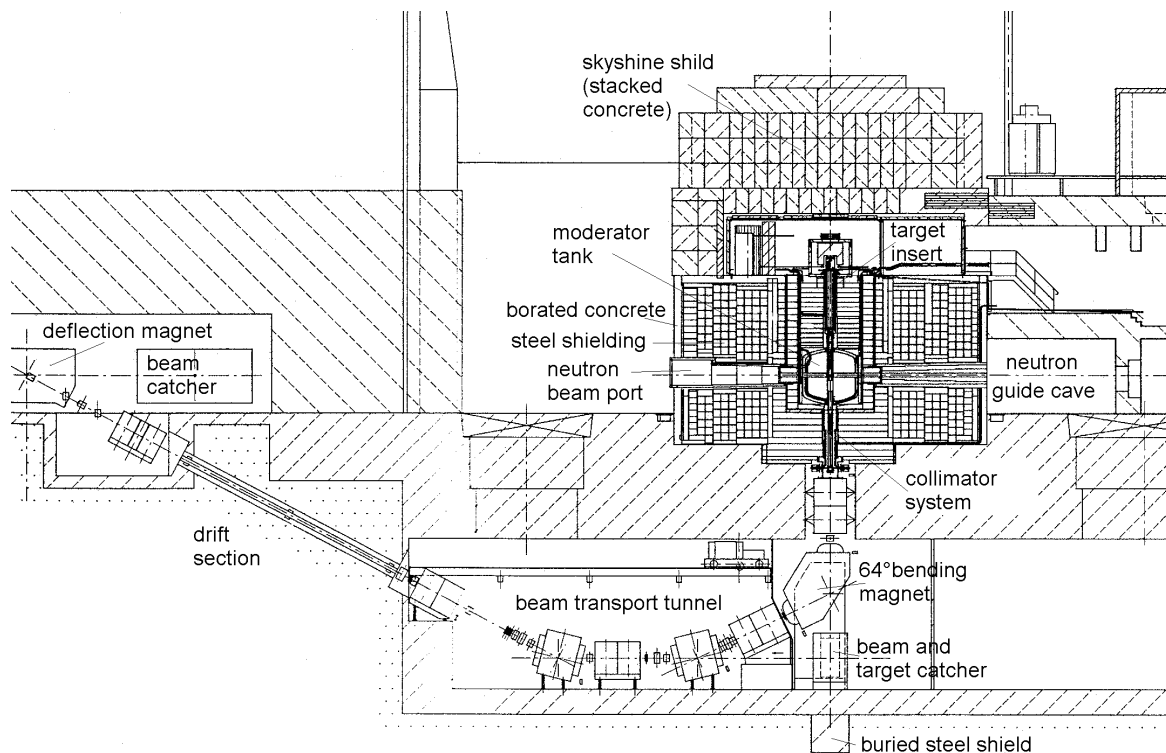 skyshine shild
(stacked
concrete)
moderator
tank
target
insert
borated concrete
steel shielding
deflection magnet
beam
catcher
neutron
beam port
neutron
guide cave
collimator
system
drift
section
64°bending
magnet
beam transport tunnel
beam and
target catcher
buried steel shield